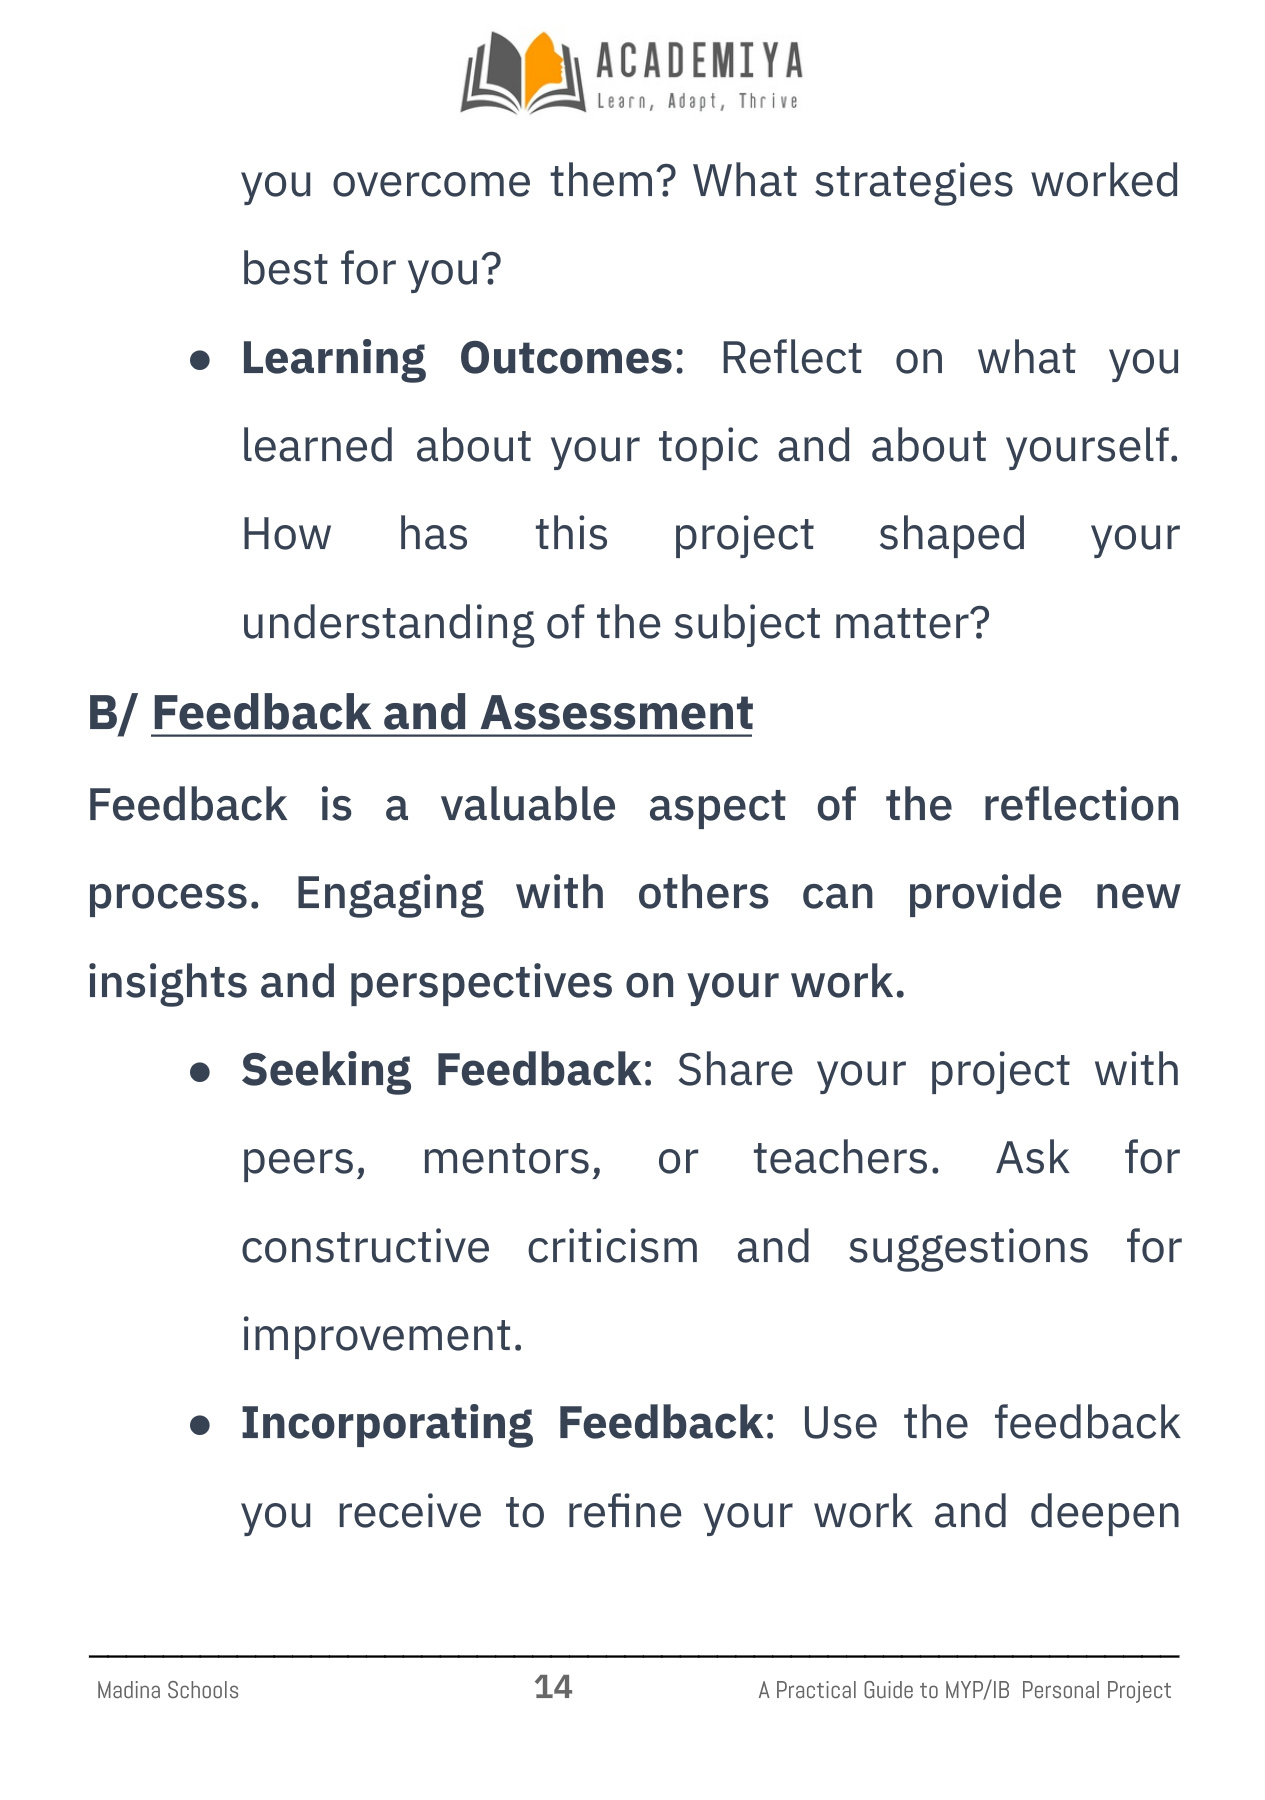 ACADEMIYA
Learn, Adapt, Thrive
you overcome them? What strategies worked
best for you?
● Learning Outcomes: Reflect on what you
learned about your topic and about yourself.
How has this project shaped your
understanding of the subject matter?
B/ Feedback and Assessment
Feedback is a valuable aspect of the reflection
process. Engaging with others can provide new
insights and perspectives on your work.
● Seeking Feedback: Share your project with
peers, mentors, or teachers. Ask for
constructive criticism and suggestions for
improvement.
● Incorporating Feedback: Use the feedback
you receive to refine your work and deepen
Madina Schools 14 A Practical Guide to MYP/IB Personal Project